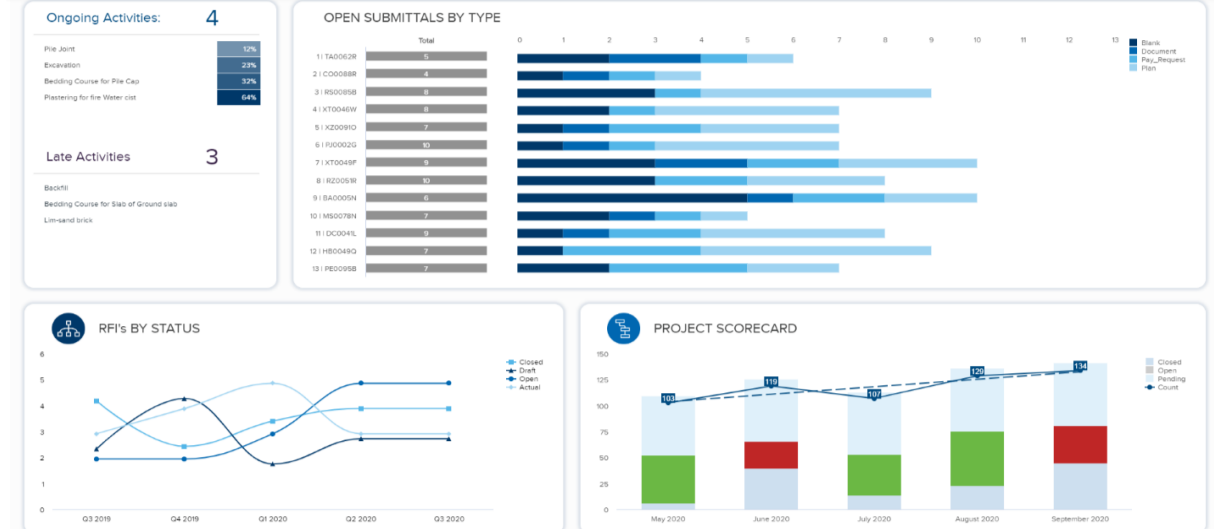 Ongoing Activities: 4
Pile Joint 12%
Excavation 23%
Bedding Course for Pile Cap 32%
Plastering for fire Water cist 64%
Late Activities 3
Backfill
Bedding Course for Slab of Ground slab
Lim-sand brick
OPEN SUBMITTALS BY TYPE
Total
0 1 2 3 4 5 6 7 8 9 10 11 12 13
1 | TA0062R 5
2 | CO0088R 4
3 | RS0085B 8
4 | XT0046W 8
5 | XZ0091O 7
6 | PJ0002G 10
7 | XT0049F 9
8 | RZ0051R 10
9 | BA0005N 6
10 | MS0078N 7
11 | DC0041L 9
12 | HB0049Q 7
13 | PE0095B 7
Blank
Document
Pay_Request
Plan
RFI's BY STATUS
6
5
4
3
2
1
0
Q3 2019 Q4 2019 Q1 2020 Q2 2020 Q3 2020
Closed
Draft
Open
Actual
PROJECT SCORECARD
150
125
100
75
50
25
0
103 119 107 129 134
May 2020 June 2020 July 2020 August 2020 September 2020
Closed
Open
Pending
Count